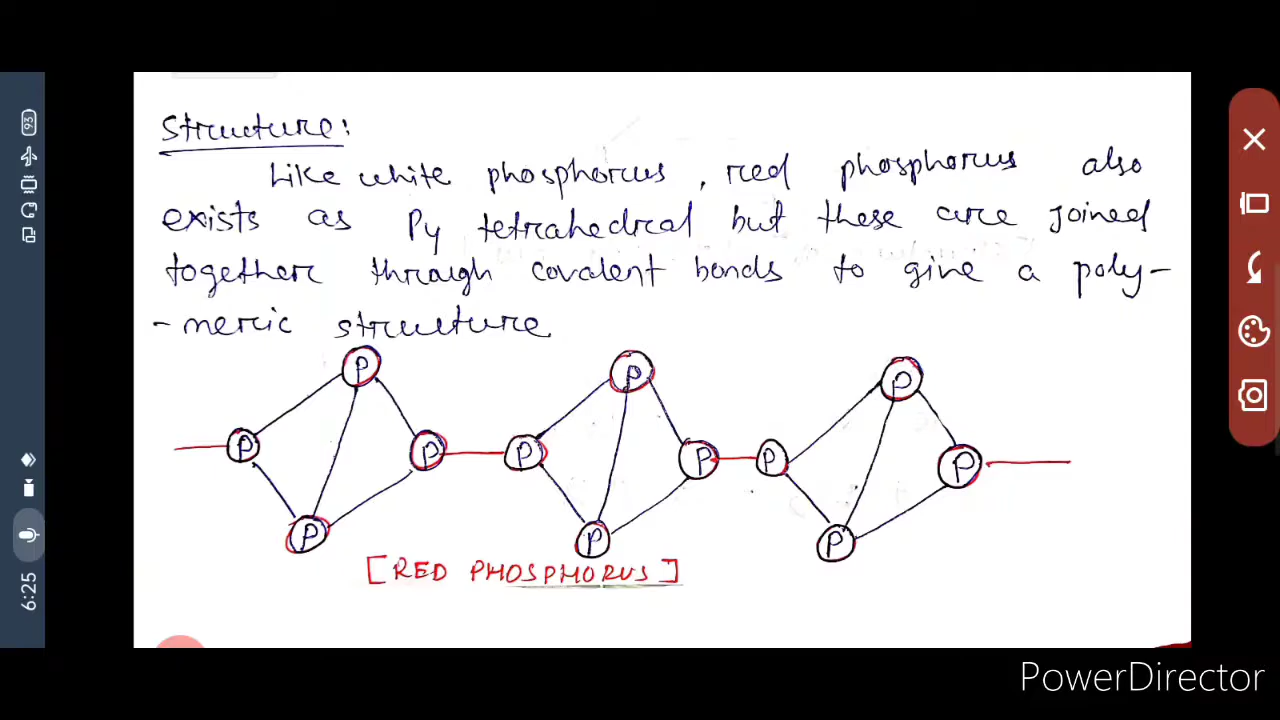 Structure:
Like white phosphorus, red phosphorus also
exists as P4 tetrahedral but these are joined
together through covalent bonds to give a poly-
-meric structure
P P P
P P P P P P
P P P
[RED PHOSPHORUS]
93
6:25
PowerDirector